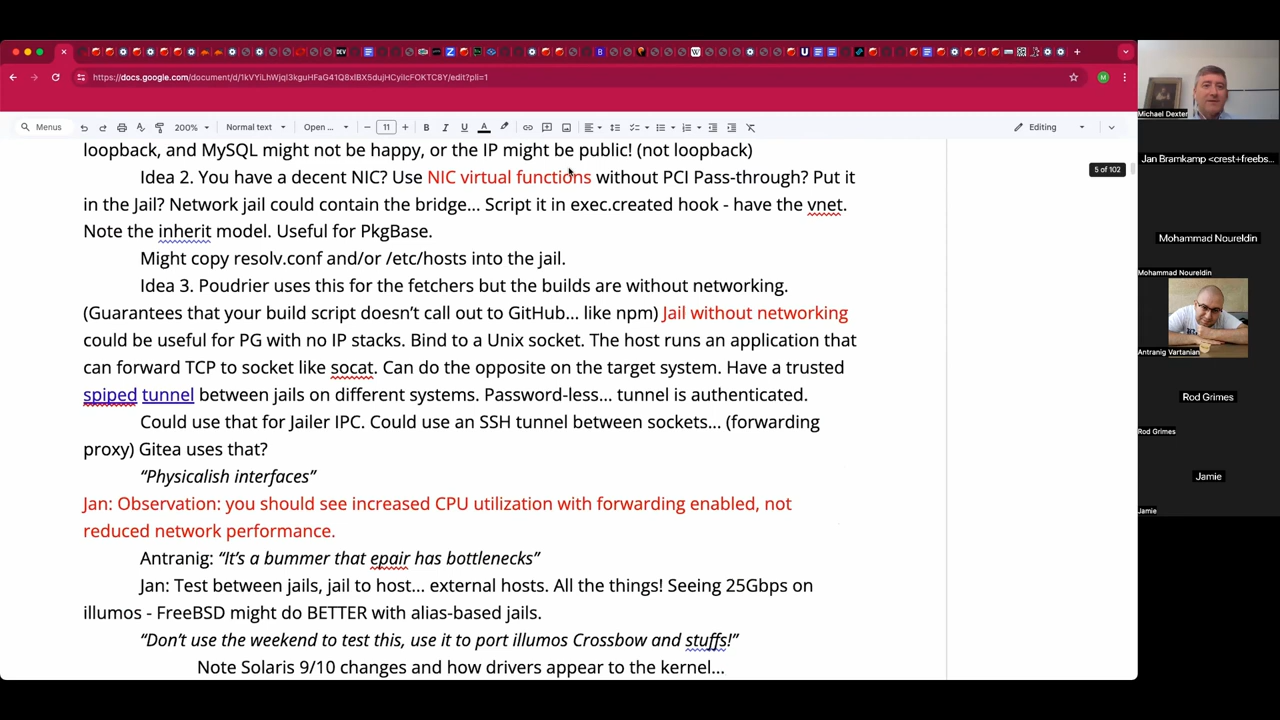 https://docs.google.com/document/d/1kVYiLhWjqI3kguHFaG41Q8xIBX5dujHCyiIcFOKTC8Y/edit?pli=1
Menus
200%
Normal text
Open ...
11
Editing
5 of 102
loopback, and MySQL might not be happy, or the IP might be public! (not loopback)
Idea 2. You have a decent NIC? Use NIC virtual functions without PCI Pass-through? Put it
in the Jail? Network jail could contain the bridge... Script it in exec.created hook - have the vnet.
Note the inherit model. Useful for PkgBase.
Might copy resolv.conf and/or /etc/hosts into the jail.
Idea 3. Poudrier uses this for the fetchers but the builds are without networking.
(Guarantees that your build script doesn’t call out to GitHub... like npm) Jail without networking
could be useful for PG with no IP stacks. Bind to a Unix socket. The host runs an application that
can forward TCP to socket like socat. Can do the opposite on the target system. Have a trusted
spiped tunnel between jails on different systems. Password-less... tunnel is authenticated.
Could use that for Jailer IPC. Could use an SSH tunnel between sockets... (forwarding
proxy) Gitea uses that?
“Physicalish interfaces”
Jan: Observation: you should see increased CPU utilization with forwarding enabled, not
reduced network performance.
Antranig: “It’s a bummer that epair has bottlenecks”
Jan: Test between jails, jail to host... external hosts. All the things! Seeing 25Gbps on
illumos - FreeBSD might do BETTER with alias-based jails.
“Don’t use the weekend to test this, use it to port illumos Crossbow and stuffs!”
Note Solaris 9/10 changes and how drivers appear to the kernel...
Michael Dexter
Jan Bramkamp <crest+freebs...
Mohammad Noureldin
Mohammad Noureldin
Antranig Vartanian
Rod Grimes
Rod Grimes
Jamie
Jamie